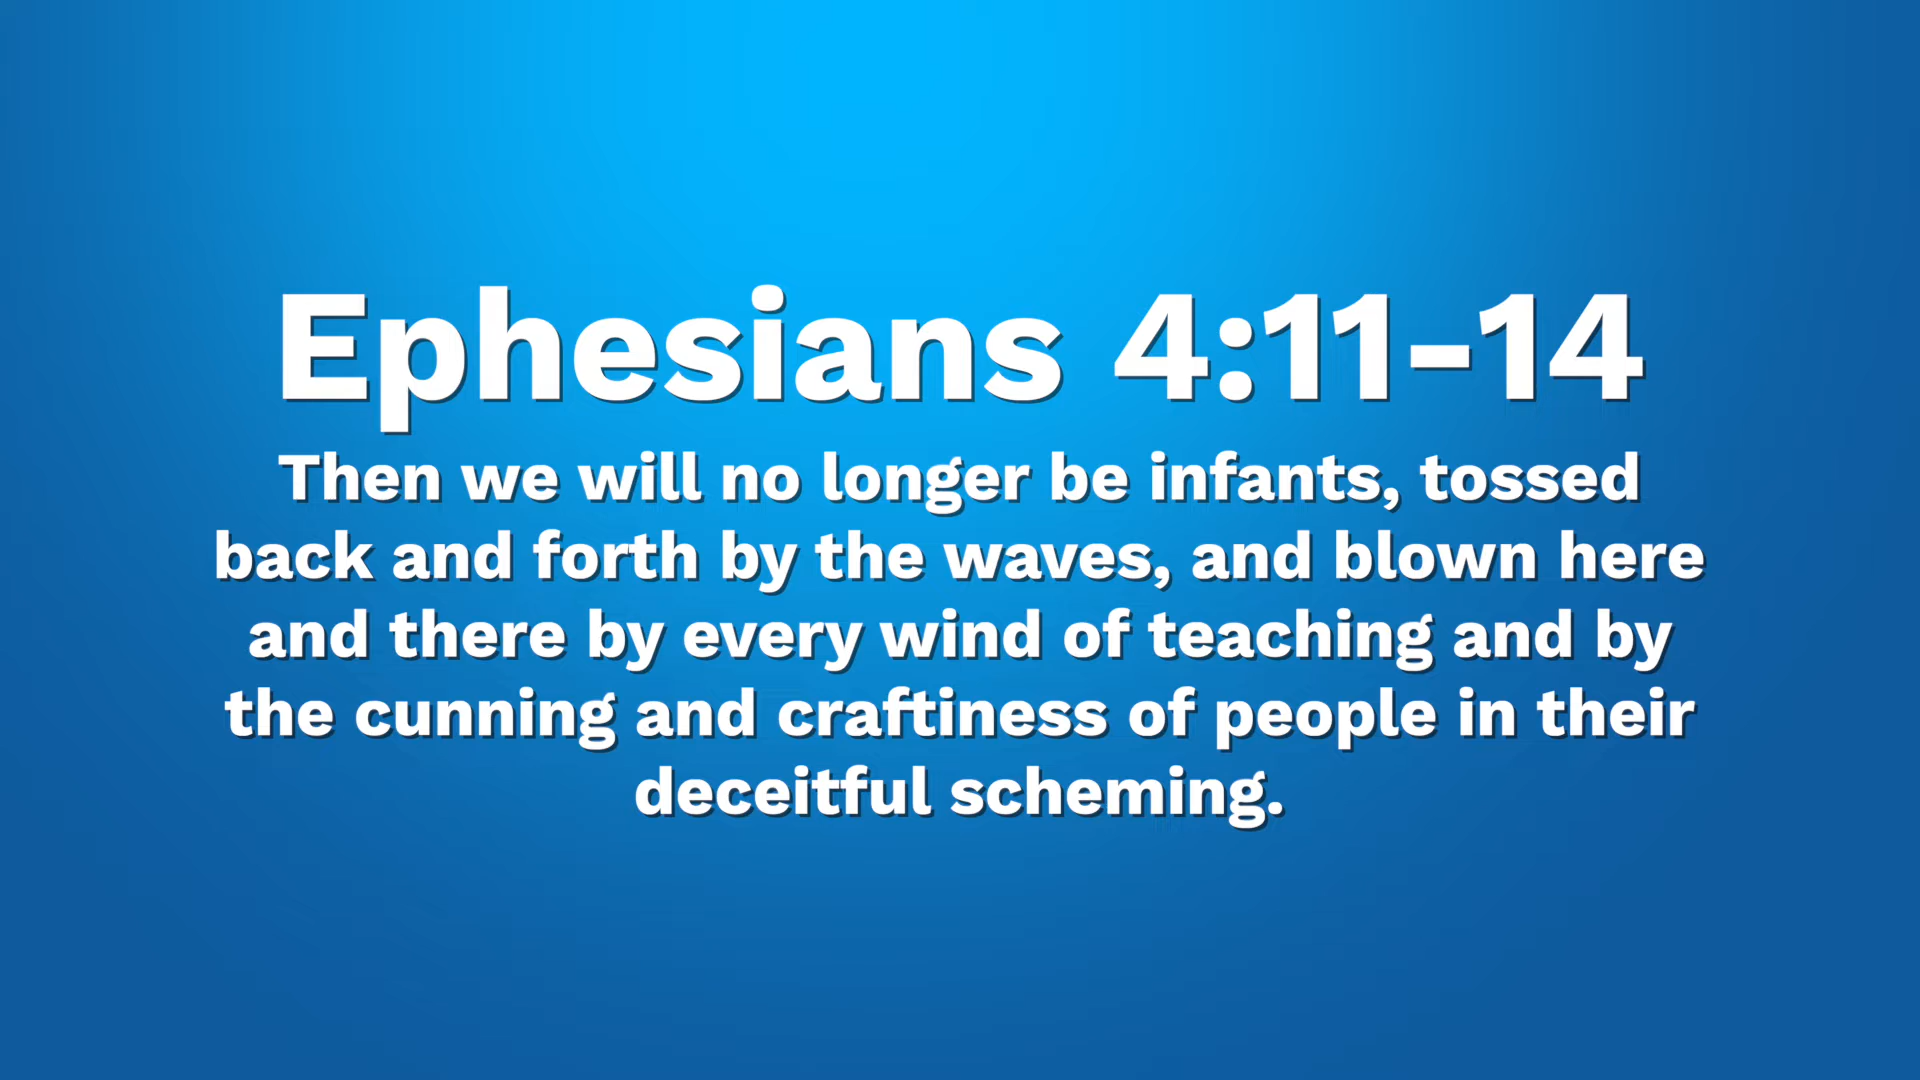 Ephesians 4:11-14
Then we will no longer be infants, tossed
back and forth by the waves, and blown here
and there by every wind of teaching and by
the cunning and craftiness of people in their
deceitful scheming.